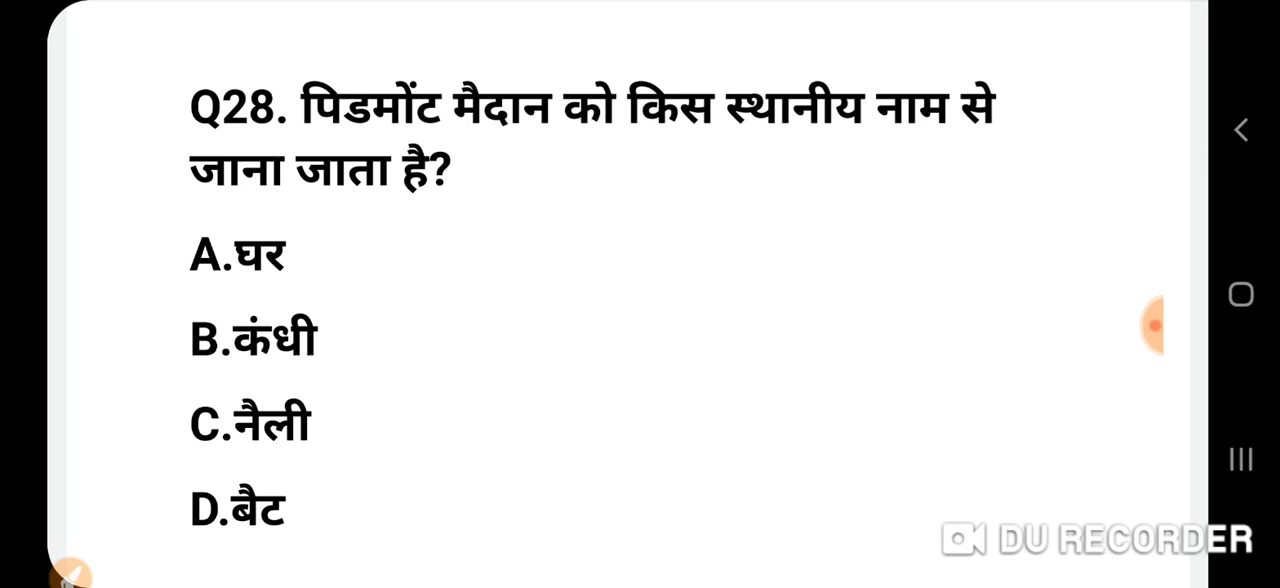 Q28. पिडमोंट मैदान को किस स्थानीय नाम से
जाना जाता है?
A.घर
B.कंधी
C.नैली
D.बैट
DU RECORDER